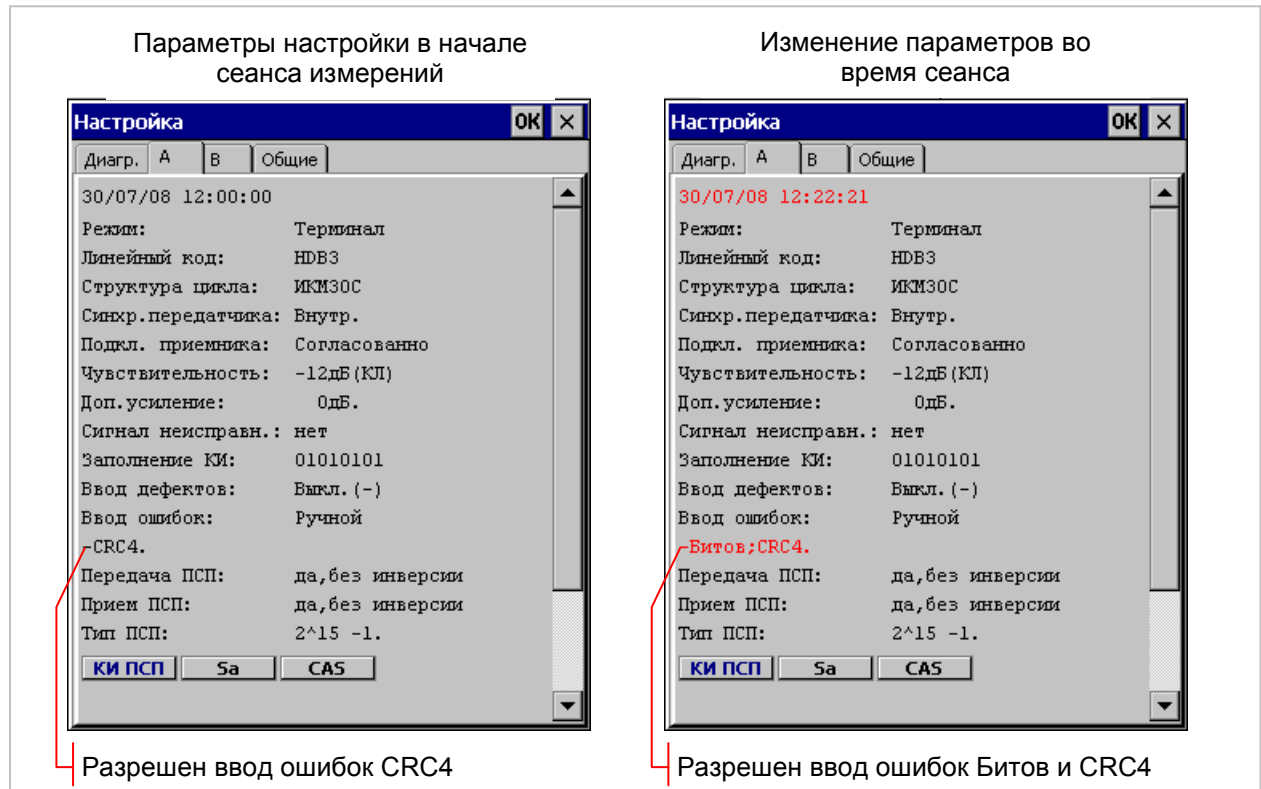 Параметры настройки в начале
сеанса измерений
Настройка OK ×
Диагр. A B Общие
30/07/08 12:00:00
Режим: Терминал
Линейный код: HDB3
Структура цикла: ИКМ30С
Синхр.передатчика: Внутр.
Подкл. приемника: Согласованно
Чувствительность: -12дБ(КЛ)
Доп.усиление: 0дБ.
Сигнал неисправн.: нет
Заполнение КИ: 01010101
Ввод дефектов: Выкл.(-)
Ввод ошибок: Ручной
-CRC4.
Передача ПСП: да,без инверсии
Прием ПСП: да,без инверсии
Тип ПСП: 2^15 -1.
КИ ПСП Sa CAS
Разрешен ввод ошибок CRC4
Изменение параметров во
время сеанса
Настройка OK ×
Диагр. A B Общие
30/07/08 12:22:21
Режим: Терминал
Линейный код: HDB3
Структура цикла: ИКМ30С
Синхр.передатчика: Внутр.
Подкл. приемника: Согласованно
Чувствительность: -12дБ(КЛ)
Доп.усиление: 0дБ.
Сигнал неисправн.: нет
Заполнение КИ: 01010101
Ввод дефектов: Выкл.(-)
Ввод ошибок: Ручной
-Битов;CRC4.
Передача ПСП: да,без инверсии
Прием ПСП: да,без инверсии
Тип ПСП: 2^15 -1.
КИ ПСП Sa CAS
Разрешен ввод ошибок Битов и CRC4